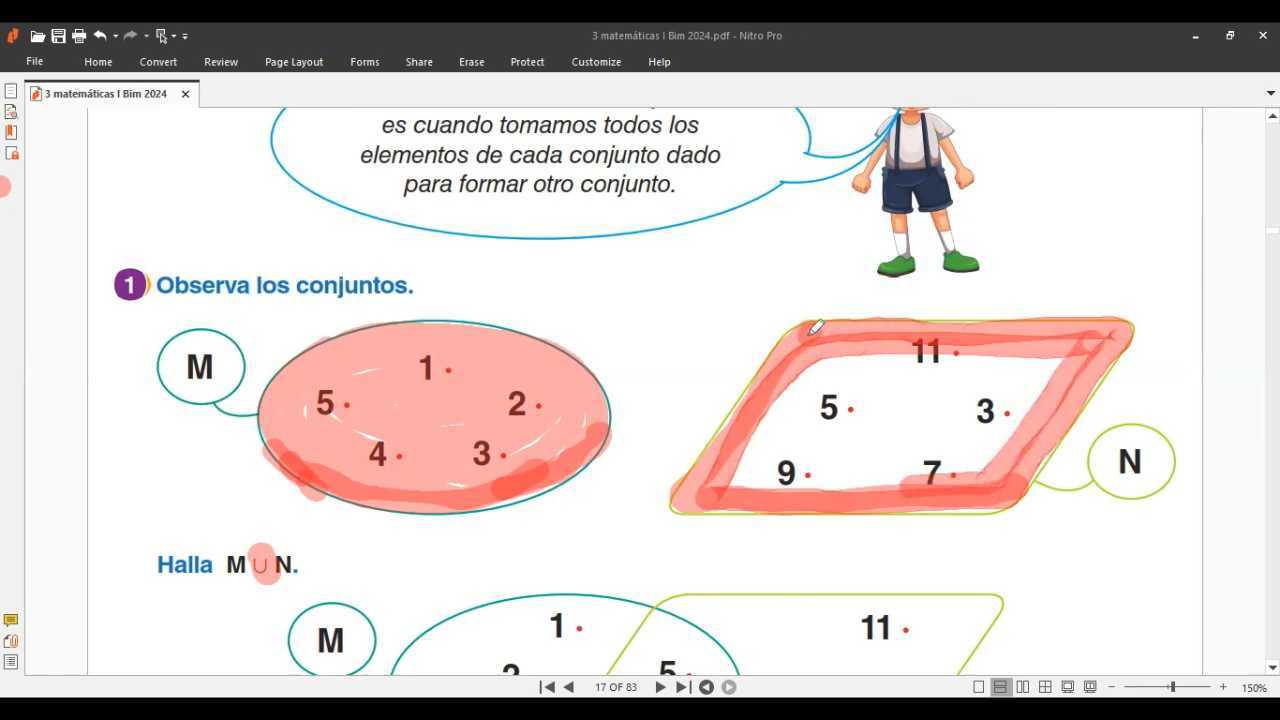 3 matemáticas I Bim 2024.pdf - Nitro Pro
File Home Convert Review Page Layout Forms Share Erase Protect Customize Help
3 matemáticas I Bim 2024
es cuando tomamos todos los
elementos de cada conjunto dado
para formar otro conjunto.
1 Observa los conjuntos.
M
1
5
2
4
3
11
5
3
9
7
N
Halla M ∪ N.
M
1
11
2
5
17 OF 83
150%